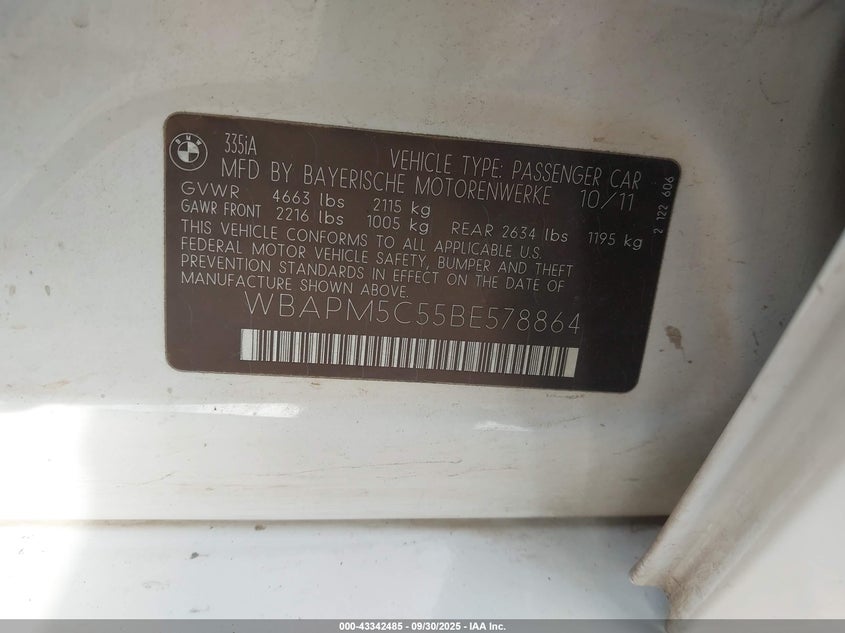 BMW
335iA
VEHICLE TYPE: PASSENGER CAR
MFD BY BAYERISCHE MOTORENWERKE 10/11
GVWR 4663 lbs 2115 kg
GAWR FRONT 2216 lbs 1005 kg REAR 2634 lbs 1195 kg
THIS VEHICLE CONFORMS TO ALL APPLICABLE U.S.
FEDERAL MOTOR VEHICLE SAFETY, BUMPER AND THEFT
PREVENTION STANDARDS IN EFFECT ON THE DATE OF
MANUFACTURE SHOWN ABOVE.
WBAPM5C55BE578864
2 122 606
000-43342485 - 09/30/2025 - IAA Inc.